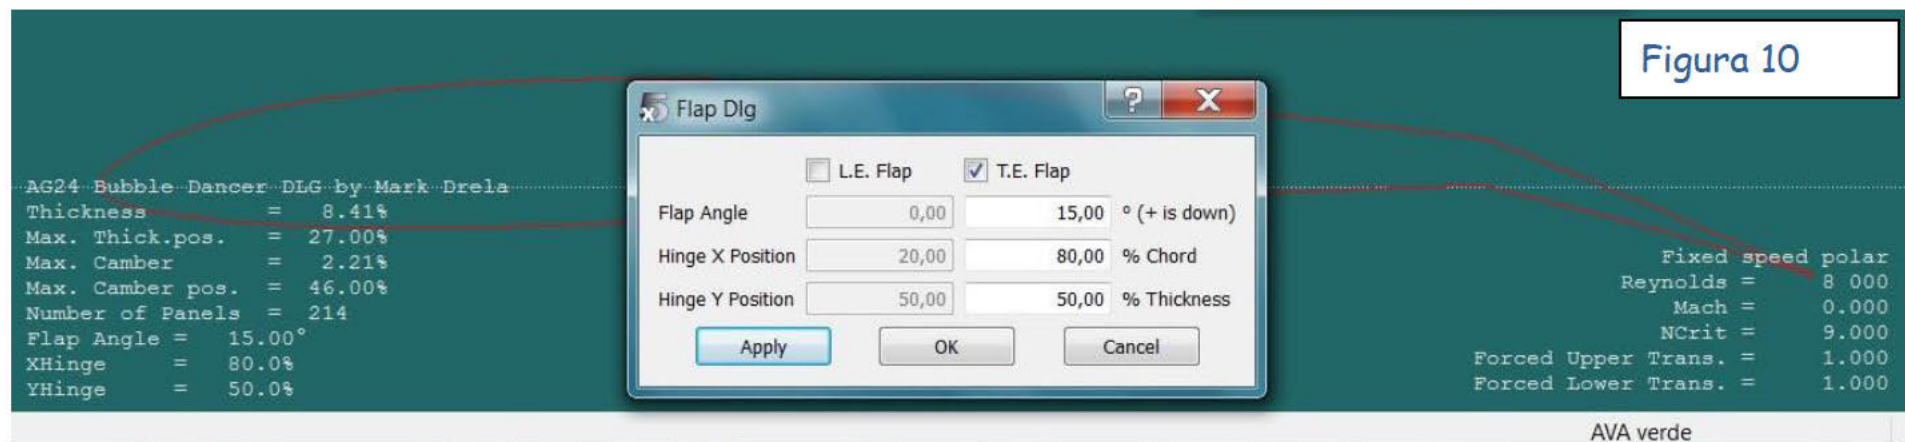 Figura 10
Flap Dlg
L.E. Flap T.E. Flap
Flap Angle 0,00 15,00 ° (+ is down)
Hinge X Position 20,00 80,00 % Chord
Hinge Y Position 50,00 50,00 % Thickness
Apply OK Cancel
AG24 Bubble Dancer DLG by Mark Drela
Thickness = 8.41%
Max. Thick.pos. = 27.00%
Max. Camber = 2.21%
Max. Camber pos. = 46.00%
Number of Panels = 214
Flap Angle = 15.00°
XHinge = 80.0%
YHinge = 50.0%
Fixed speed polar
Reynolds = 8 000
Mach = 0.000
NCrit = 9.000
Forced Upper Trans. = 1.000
Forced Lower Trans. = 1.000
AVA verde